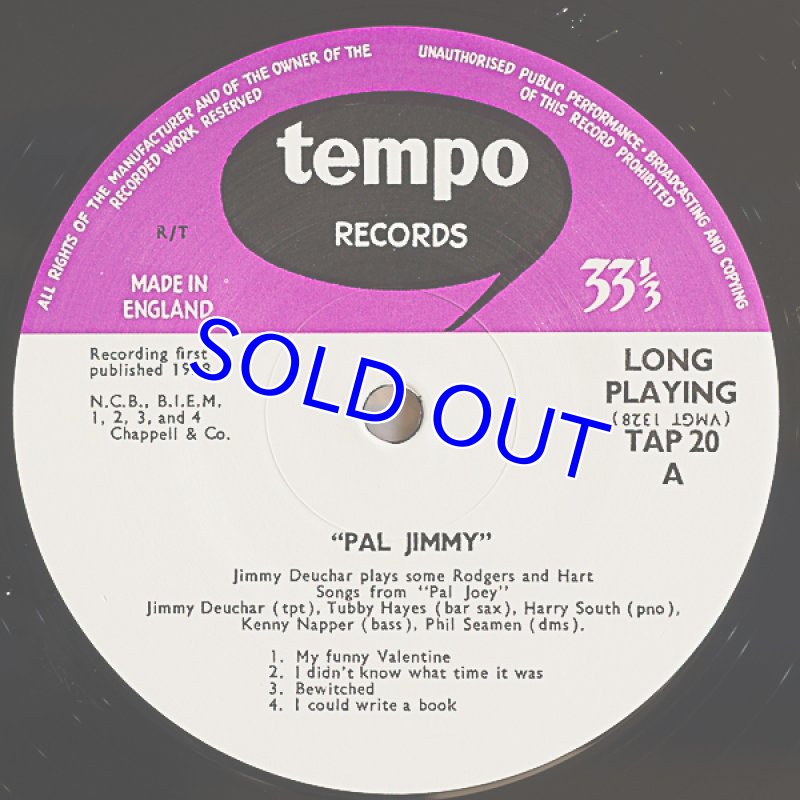 ALL RIGHTS OF THE MANUFACTURER AND OF THE OWNER OF THE
RECORDED WORK RESERVED
UNAUTHORISED PUBLIC PERFORMANCE • BROADCASTING AND COPYING
OF THIS RECORD PROHIBITED
tempo
RECORDS
R/T
MADE IN
ENGLAND
33 1/3
Recording first
published
N.C.B., B.I.E.M.
1, 2, 3, and 4
Chappell & Co.
LONG
PLAYING
(VMGT 1328)
TAP 20
A
SOLD OUT
"PAL JIMMY"
Jimmy Deuchar plays some Rodgers and Hart
Songs from "Pal Joey"
Jimmy Deuchar (tpt), Tubby Hayes (bar sax), Harry South (pno),
Kenny Napper (bass), Phil Seamen (dms).
1. My funny Valentine
2. I didn't know what time it was
3. Bewitched
4. I could write a book